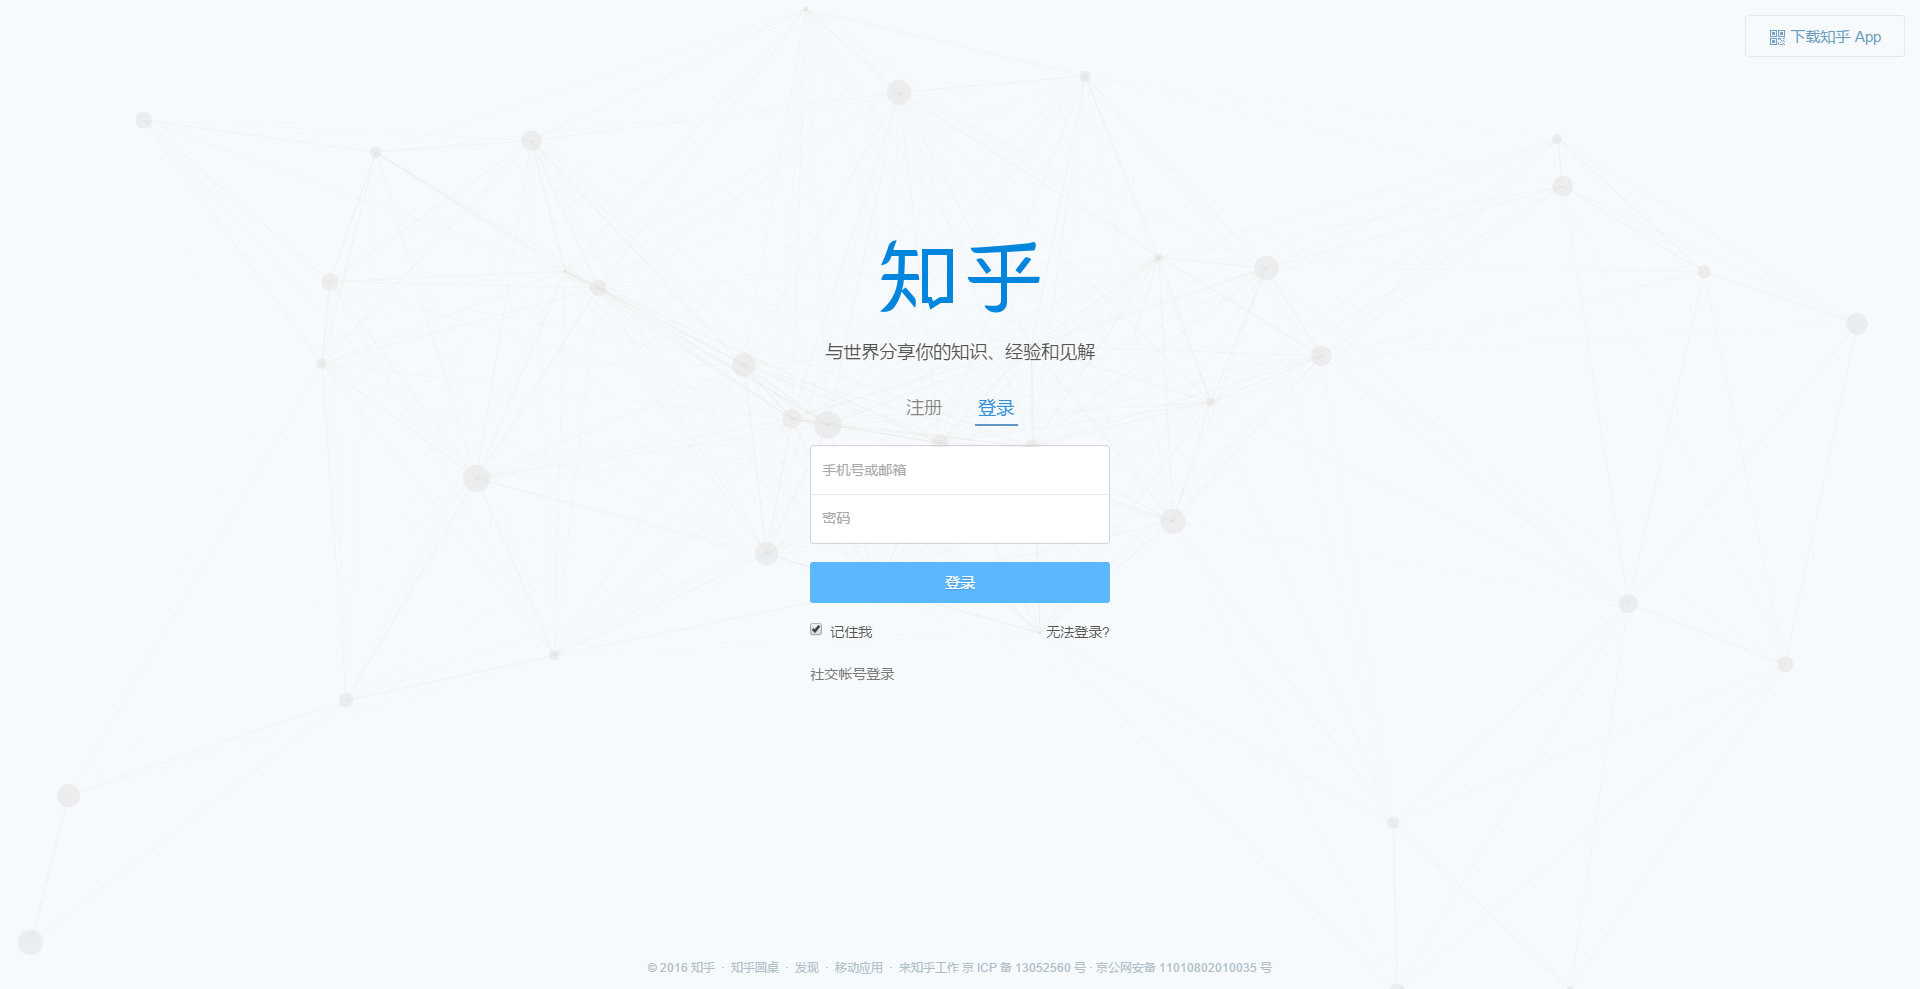 下载知乎 App
知乎
与世界分享你的知识、经验和见解
注册 登录
手机号或邮箱
密码
登录
记住我 无法登录?
社交帐号登录
© 2016 知乎 · 知乎圆桌 · 发现 · 移动应用 · 来知乎工作 京 ICP 备 13052560 号 · 京公网安备 11010802010035 号